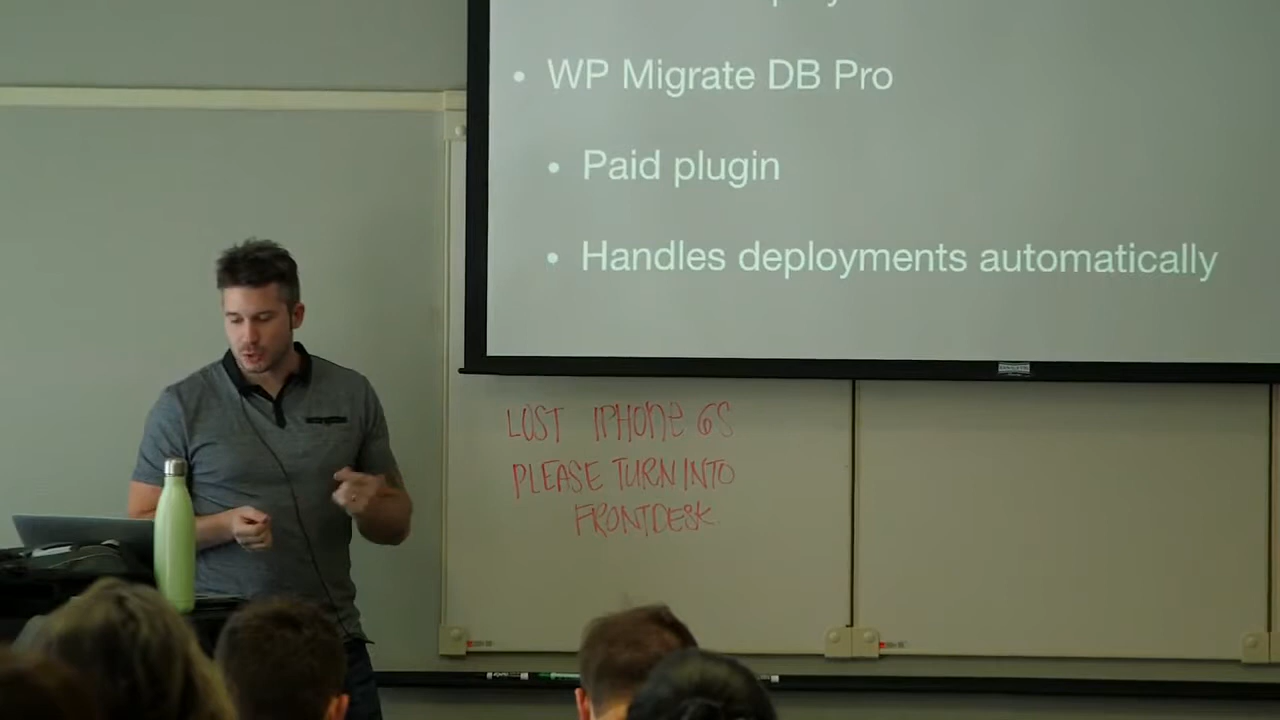 WP Migrate DB Pro
Paid plugin
Handles deployments automatically
LOST IPHONE 6S
PLEASE TURN INTO
FRONTDESK.